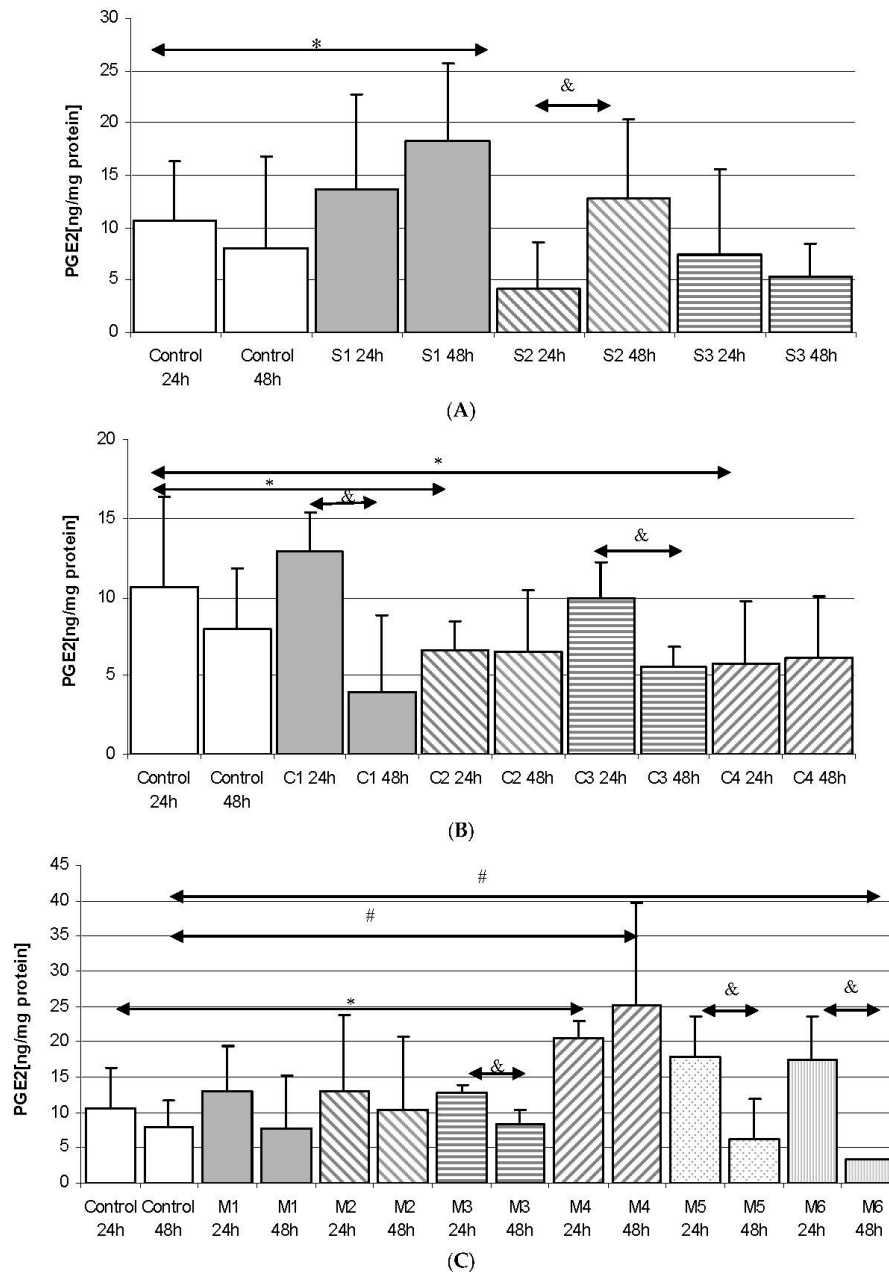 30
*
25
&
20
15
10
5
0
PGE2[ng/mg protein]
Control Control S1 24h S1 48h S2 24h S2 48h S3 24h S3 48h
24h 48h
(A)
20
*
*
&
15
&
10
5
0
PGE2[ng/mg protein]
Control Control C1 24h C1 48h C2 24h C2 48h C3 24h C3 48h C4 24h C4 48h
24h 48h
(B)
45
#
40
#
35
30
25
*
&
&
20
15
&
10
5
0
PGE2[ng/mg protein]
Control Control M1 M1 M2 M2 M3 M3 M4 M4 M5 M5 M6 M6
24h 48h 24h 48h 24h 48h 24h 48h 24h 48h 24h 48h 24h 48h
(C)